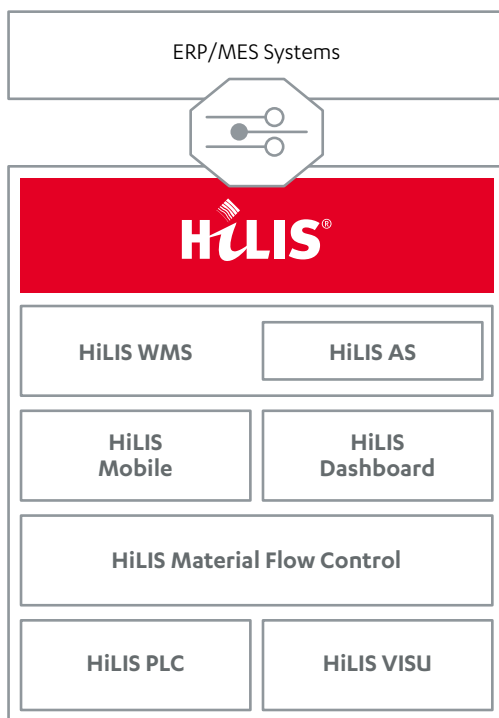 ERP/MES Systems
HiLIS®
HiLIS WMS
HiLIS AS
HiLIS
Mobile
HiLIS
Dashboard
HiLIS Material Flow Control
HiLIS PLC
HiLIS VISU